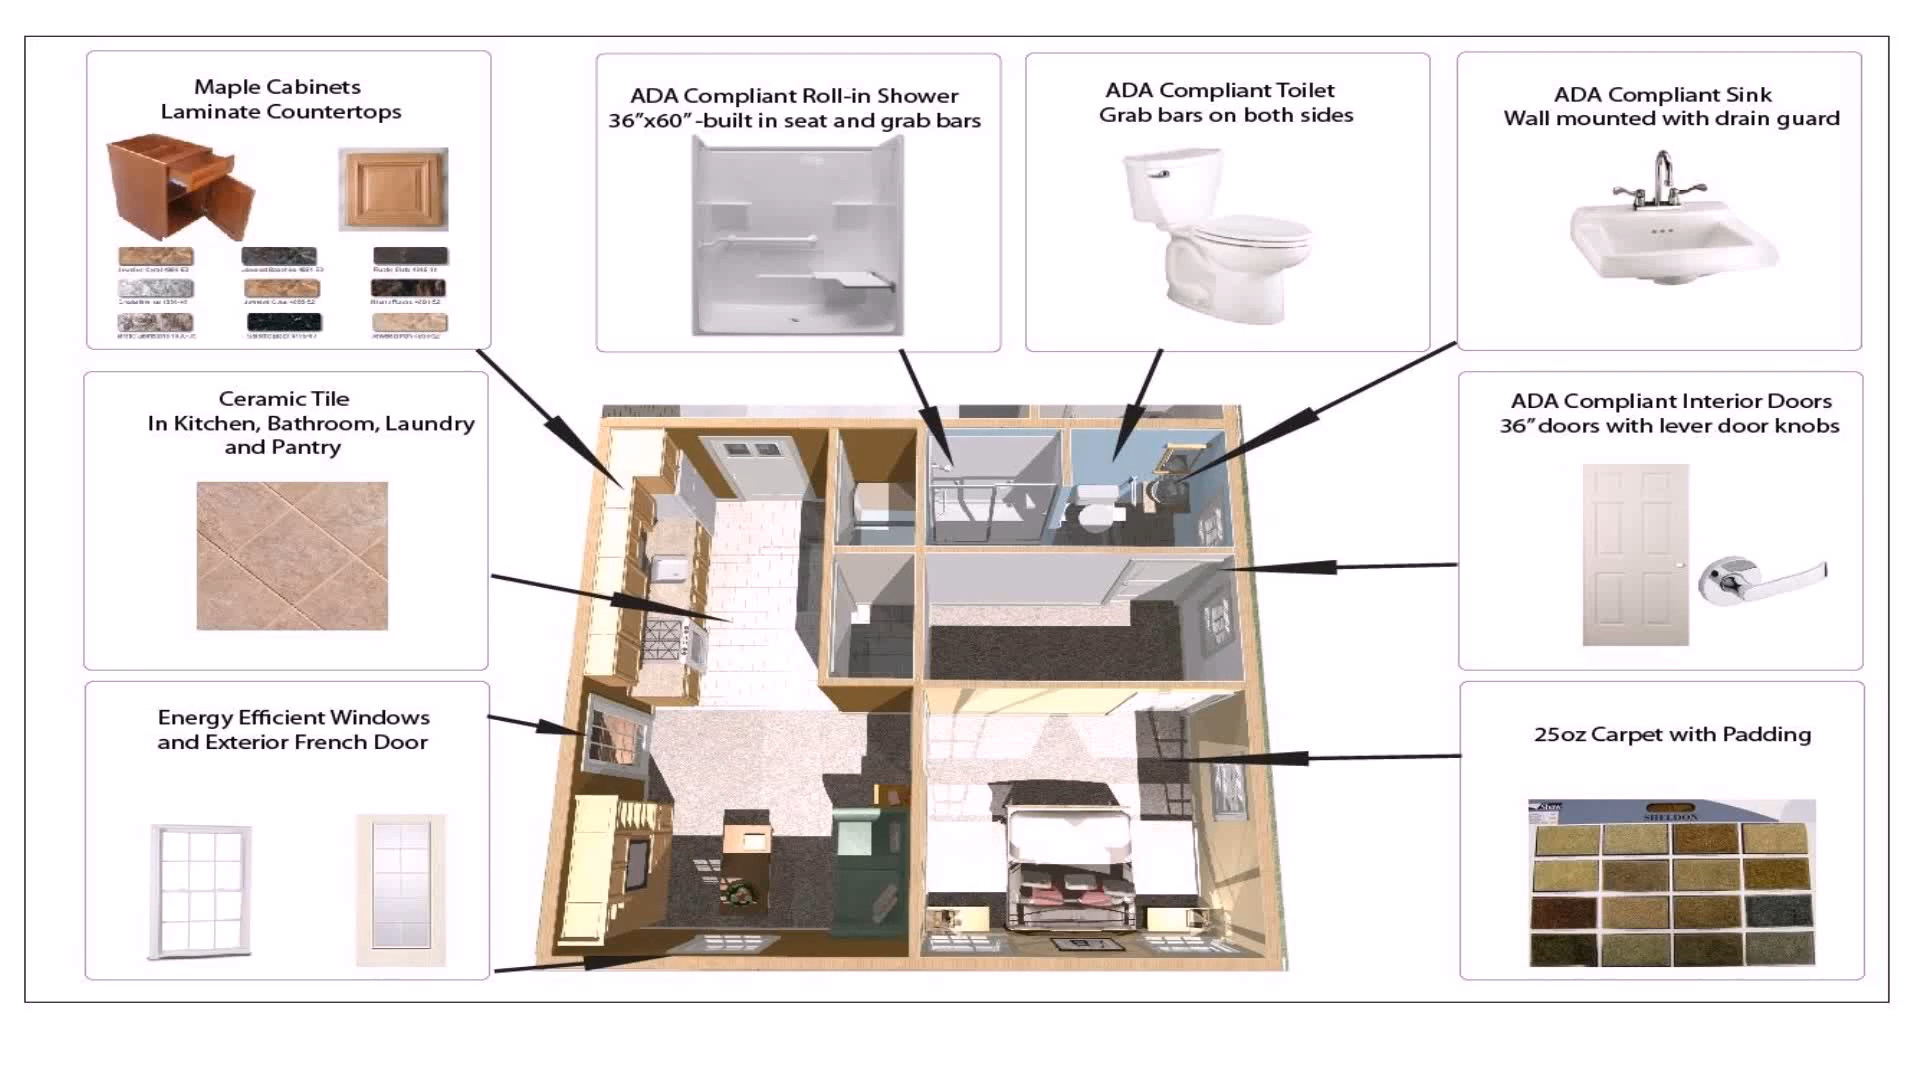 Maple Cabinets
Laminate Countertops
ADA Compliant Roll-in Shower
36"x60" -built in seat and grab bars
ADA Compliant Toilet
Grab bars on both sides
ADA Compliant Sink
Wall mounted with drain guard
Ceramic Tile
In Kitchen, Bathroom, Laundry
and Pantry
ADA Compliant Interior Doors
36" doors with lever door knobs
Energy Efficient Windows
and Exterior French Door
25oz Carpet with Padding
Shaw
SHELDON